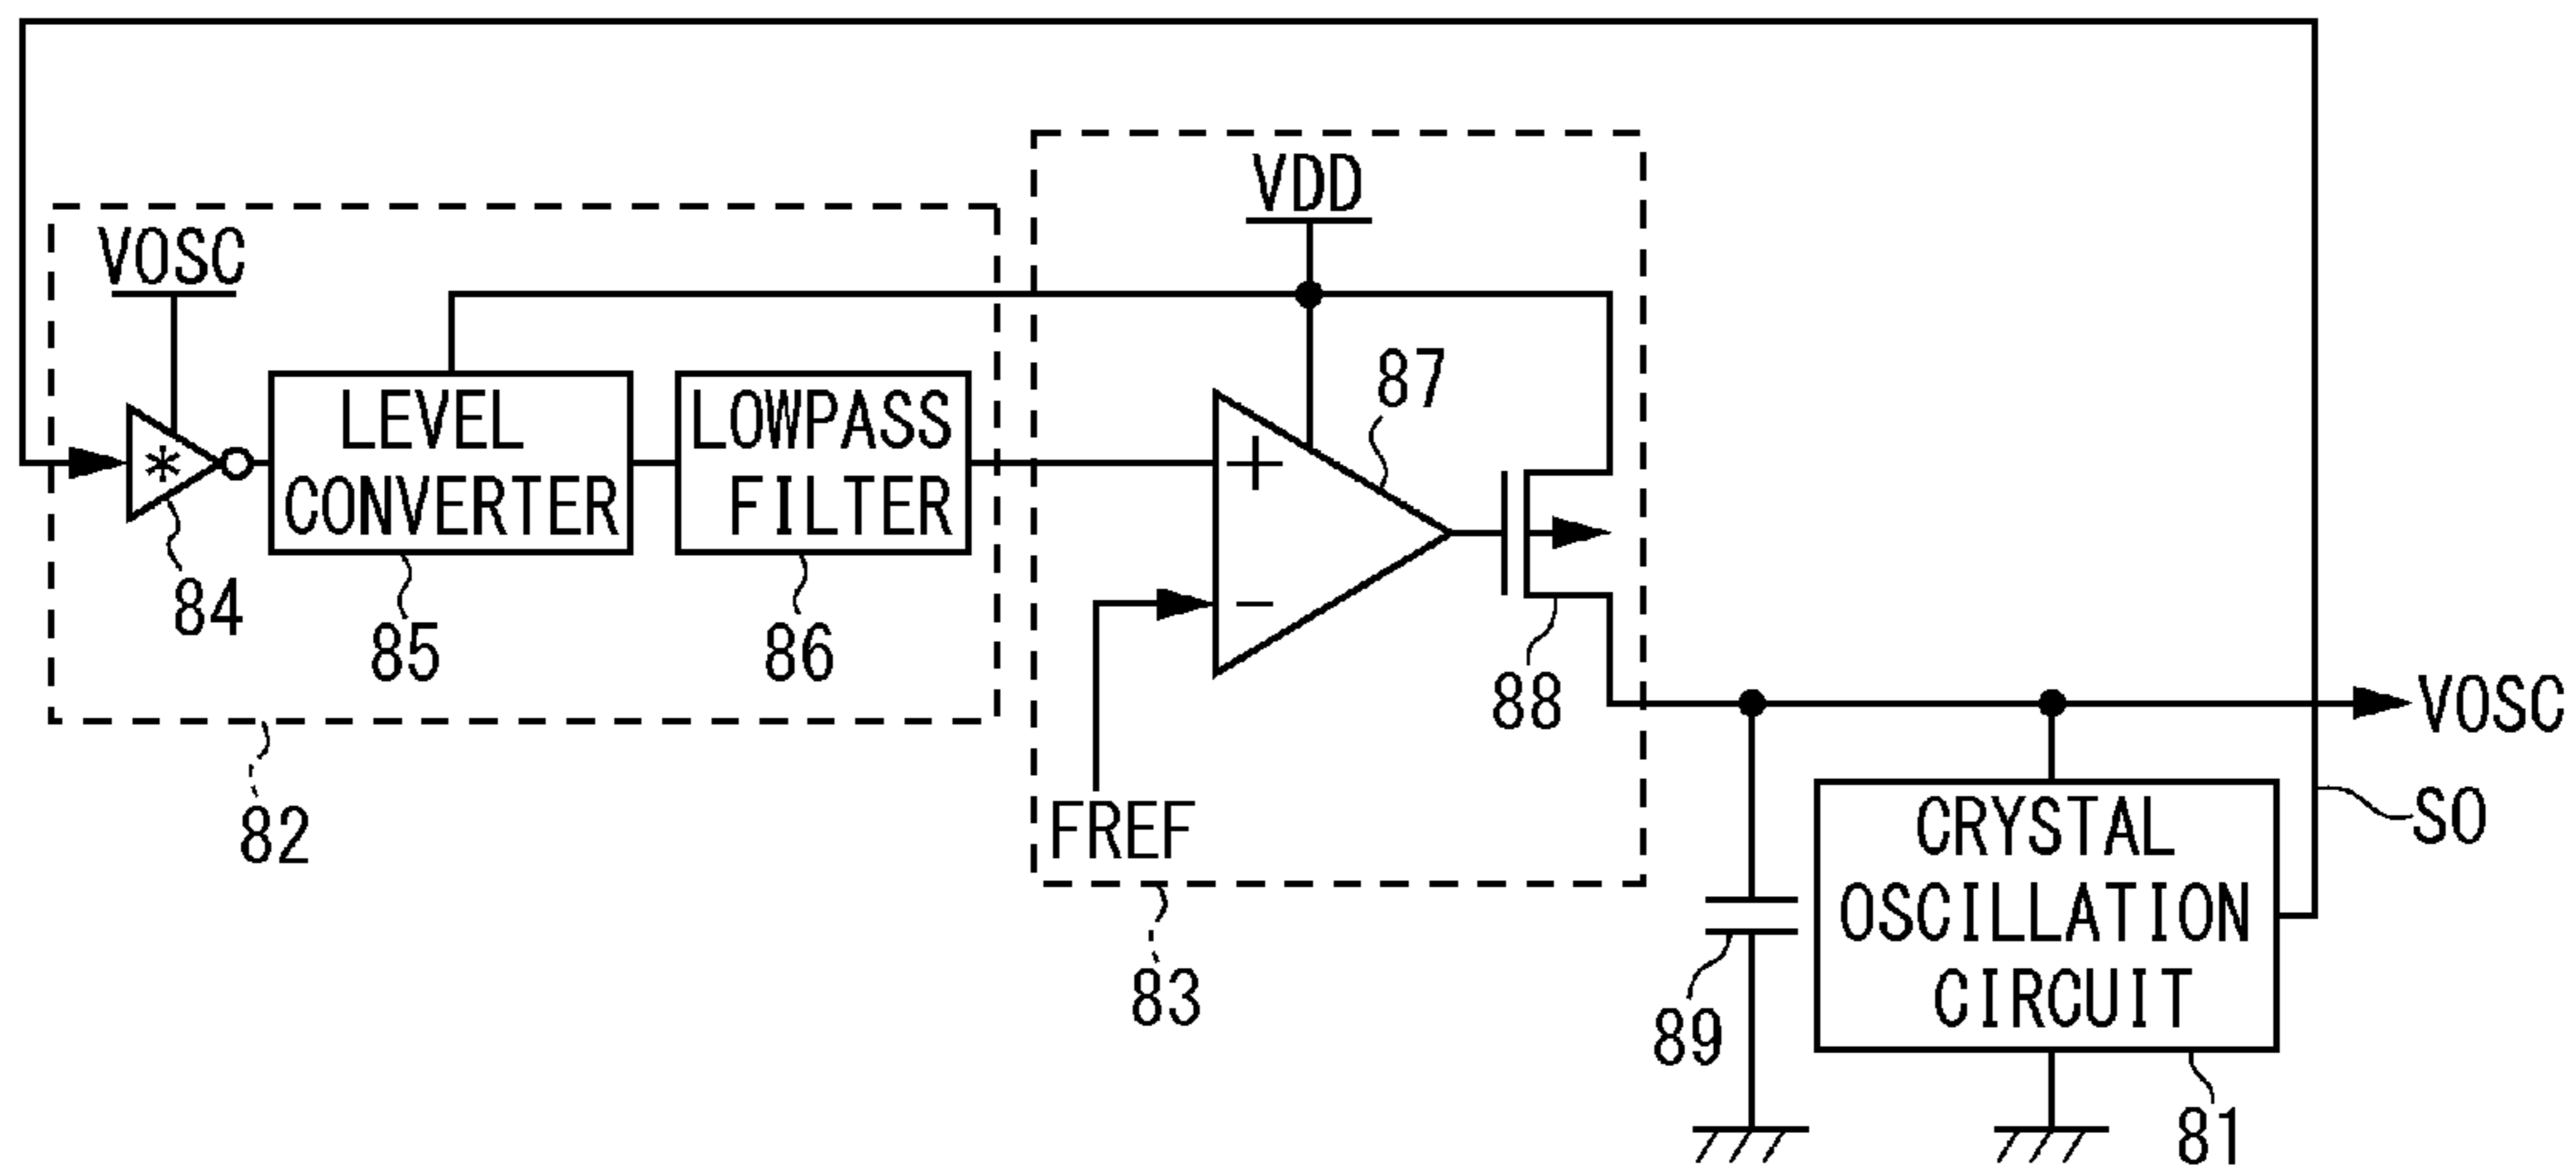 VDD
VOSC
87
LEVEL
CONVERTER
LOWPASS
FILTER
*
+
−
84
85
86
88
VOSC
82
FREF
83
SO
CRYSTAL
OSCILLATION
CIRCUIT
89
81